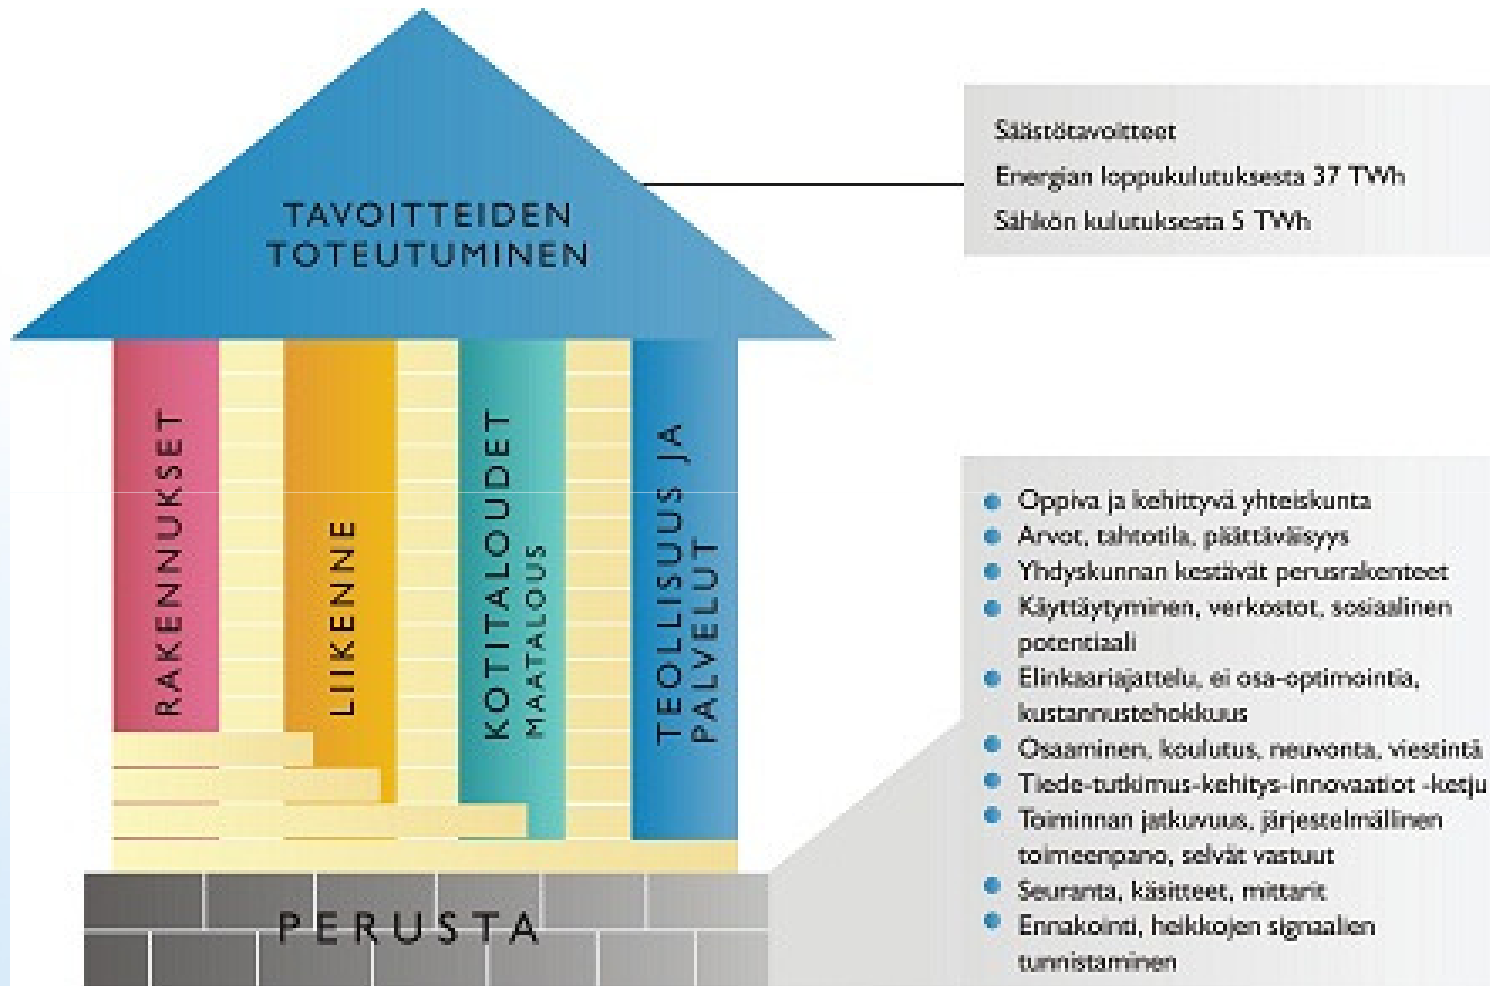 TAVOITTEIDEN
TOTEUTUMINEN
Säästötavoitteet
Energian loppukulutuksesta 37 TWh
Sähkön kulutuksesta 5 TWh
RAKENNUKSET
LIIKENNE
KOTITALOUDET
MAATALOUS
TEOLLISUUS JA
PALVELUT
PERUSTA
Oppiva ja kehittyvä yhteiskunta
Arvot, tahtotila, päättäväisyys
Yhdyskunnan kestävät perusrakenteet
Käyttäytyminen, verkostot, sosiaalinen
potentiaali
Elinkaariajattelu, ei osa-optimointia,
kustannustehokkuus
Osaaminen, koulutus, neuvonta, viestintä
Tiede-tutkimus-kehitys-innovaatiot -ketju
Toiminnan jatkuvuus, järjestelmällinen
toimeenpano, selvät vastuut
Seuranta, käsitteet, mittarit
Ennakointi, heikkojen signaalien
tunnistaminen